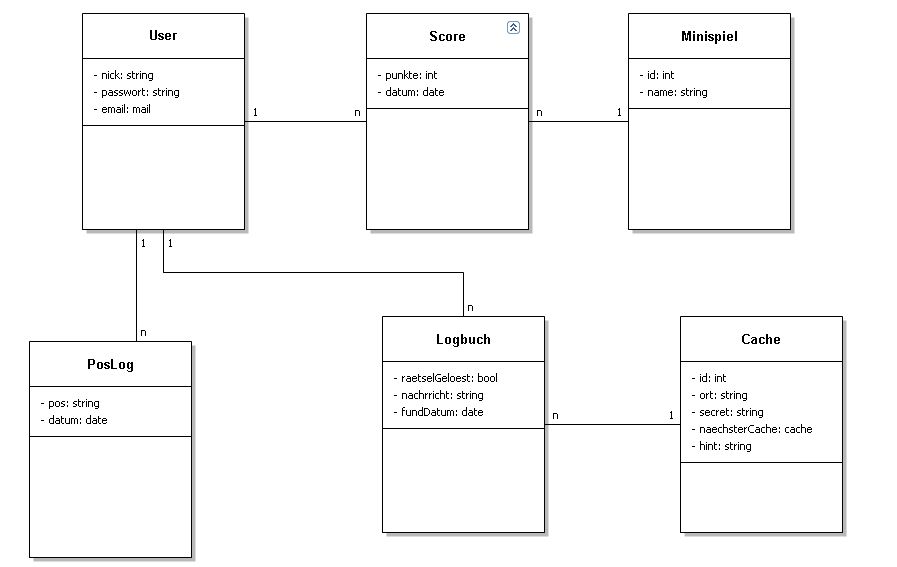 User
- nick: string
- passwort: string
- email: mail
1
n
Score
- punkte: int
- datum: date
n
1
Minispiel
- id: int
- name: string
1
1
n
n
PosLog
- pos: string
- datum: date
Logbuch
- raetselGeloest: bool
- nachrricht: string
- fundDatum: date
n
1
Cache
- id: int
- ort: string
- secret: string
- naechsterCache: cache
- hint: string